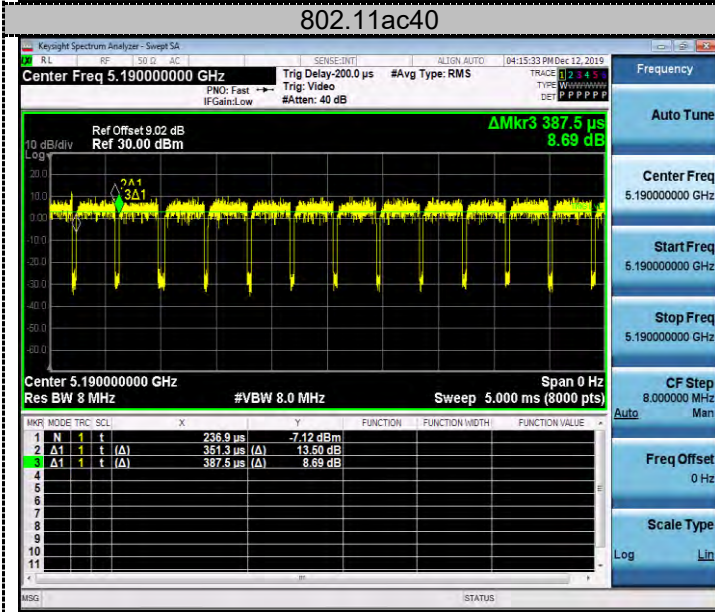 802.11ac40
Keysight Spectrum Analyzer - Swept SA
RL RF 50 Ω AC SENSE:INT ALIGN AUTO 04:15:33 PM Dec 12, 2019
Center Freq 5.190000000 GHz Trig Delay-200.0 µs #Avg Type: RMS TRACE 1 2 3 4 5 6
PNO: Fast Trig: Video TYPE WWWWWW
IFGain:Low #Atten: 40 dB DET P P P P P P
ΔMkr3 387.5 µs
8.69 dB
Ref Offset 9.02 dB
10 dB/div Ref 30.00 dBm
Log
20.0
10.0
0.00
-10.0
-20.0
-30.0
-40.0
-50.0
-60.0
2Δ1
3Δ1
Center 5.190000000 GHz Span 0 Hz
Res BW 8 MHz #VBW 8.0 MHz Sweep 5.000 ms (8000 pts)
MKR MODE TRC SCL X Y FUNCTION FUNCTION WIDTH FUNCTION VALUE
1 N 1 t 236.9 µs -7.12 dBm
2 Δ1 1 t (Δ) 351.3 µs (Δ) 13.50 dB
3 Δ1 1 t (Δ) 387.5 µs (Δ) 8.69 dB
4
5
6
7
8
9
10
11
MSG STATUS
Frequency
Auto Tune
Center Freq
5.190000000 GHz
Start Freq
5.190000000 GHz
Stop Freq
5.190000000 GHz
CF Step
8.000000 MHz
Auto Man
Freq Offset
0 Hz
Scale Type
Log Lin